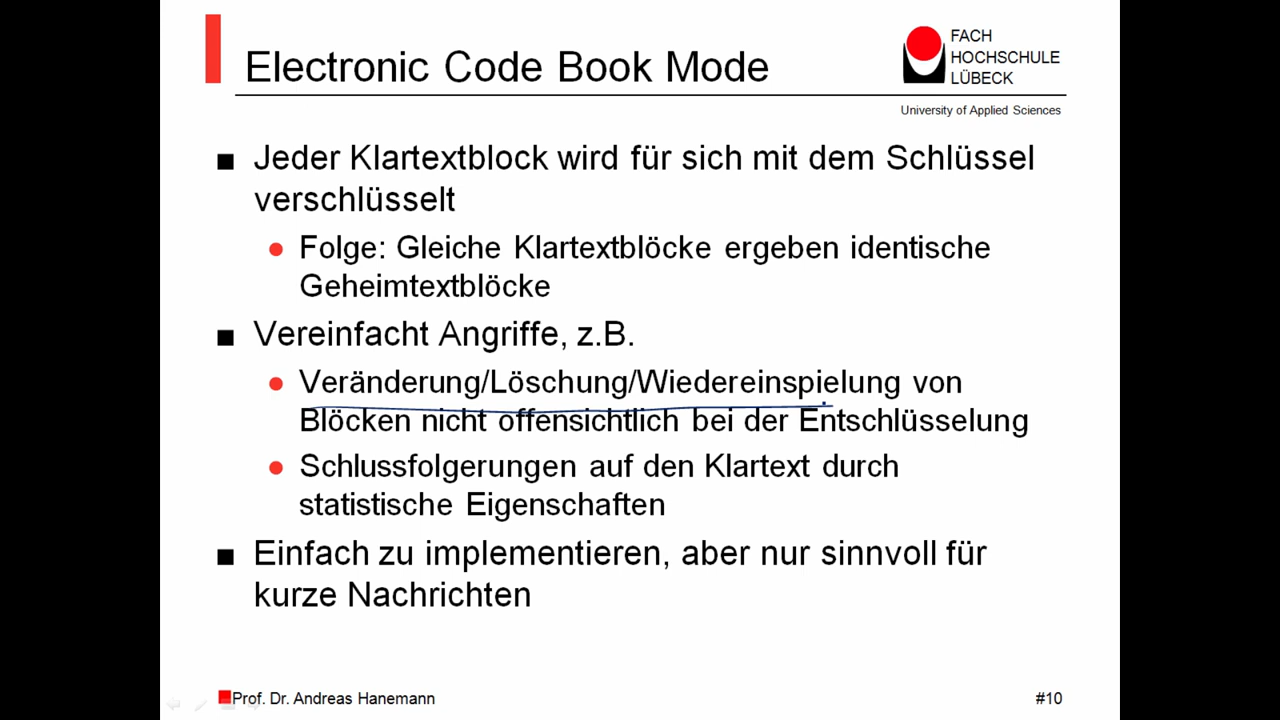 Electronic Code Book Mode
FACH
HOCHSCHULE
LÜBECK
University of Applied Sciences
Jeder Klartextblock wird für sich mit dem Schlüssel
verschlüsselt
Folge: Gleiche Klartextblöcke ergeben identische
Geheimtextblöcke
Vereinfacht Angriffe, z.B.
Veränderung/Löschung/Wiedereinspielung von
Blöcken nicht offensichtlich bei der Entschlüsselung
Schlussfolgerungen auf den Klartext durch
statistische Eigenschaften
Einfach zu implementieren, aber nur sinnvoll für
kurze Nachrichten
Prof. Dr. Andreas Hanemann
#10